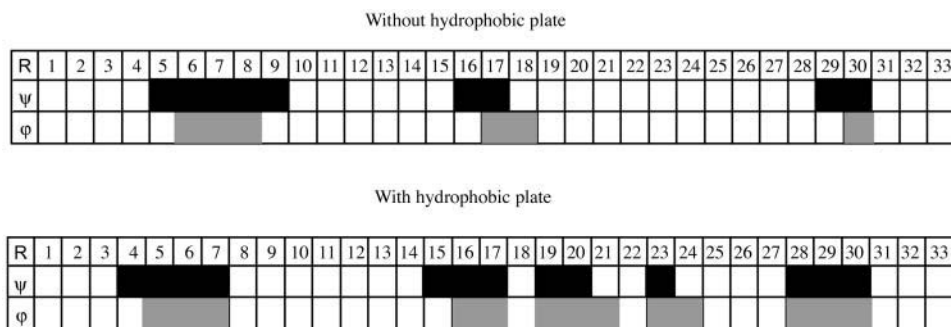 Without hydrophobic plate
R 1 2 3 4 5 6 7 8 9 10 11 12 13 14 15 16 17 18 19 20 21 22 23 24 25 26 27 28 29 30 31 32 33
ψ
φ
With hydrophobic plate
R 1 2 3 4 5 6 7 8 9 10 11 12 13 14 15 16 17 18 19 20 21 22 23 24 25 26 27 28 29 30 31 32 33
ψ
φ